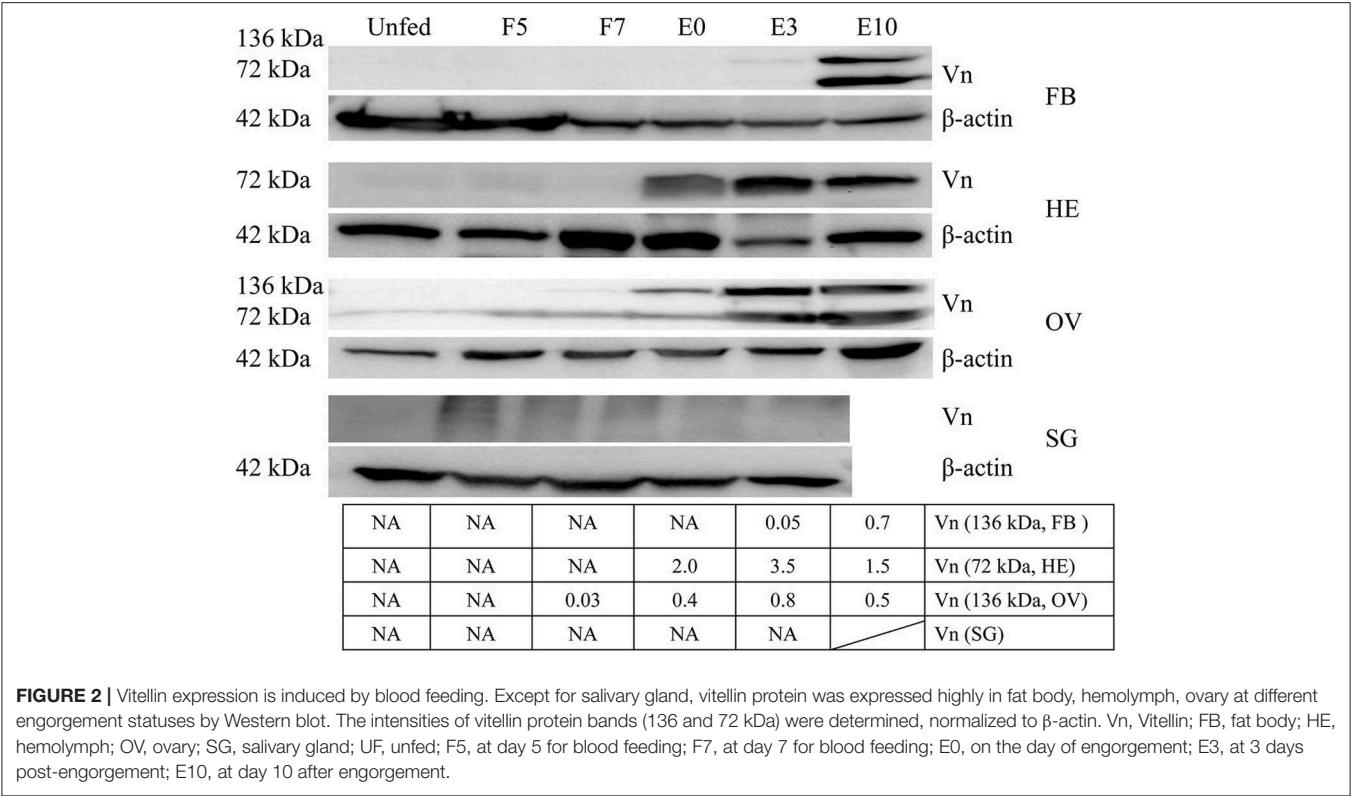 Unfed F5 F7 E0 E3 E10
136 kDa
72 kDa Vn
FB
42 kDa β-actin
72 kDa Vn
HE
42 kDa β-actin
136 kDa
Vn
72 kDa OV
42 kDa β-actin
Vn
SG
42 kDa β-actin
NA NA NA NA 0.05 0.7 Vn (136 kDa, FB )
NA NA NA 2.0 3.5 1.5 Vn (72 kDa, HE)
NA NA 0.03 0.4 0.8 0.5 Vn (136 kDa, OV)
NA NA NA NA NA Vn (SG)
FIGURE 2 | Vitellin expression is induced by blood feeding. Except for salivary gland, vitellin protein was expressed highly in fat body, hemolymph, ovary at different
engorgement statuses by Western blot. The intensities of vitellin protein bands (136 and 72 kDa) were determined, normalized to β-actin. Vn, Vitellin; FB, fat body; HE,
hemolymph; OV, ovary; SG, salivary gland; UF, unfed; F5, at day 5 for blood feeding; F7, at day 7 for blood feeding; E0, on the day of engorgement; E3, at 3 days
post-engorgement; E10, at day 10 after engorgement.